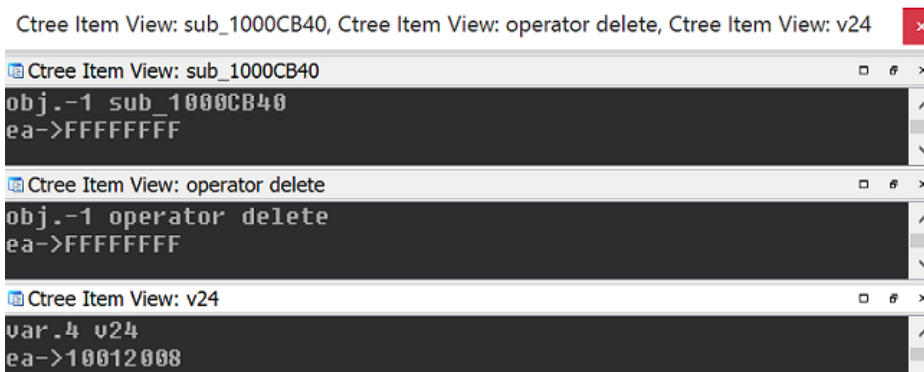 Ctree Item View: sub_1000CB40, Ctree Item View: operator delete, Ctree Item View: v24
Ctree Item View: sub_1000CB40
obj.-1 sub_1000CB40
ea->FFFFFFFF
Ctree Item View: operator delete
obj.-1 operator delete
ea->FFFFFFFF
Ctree Item View: v24
var.4 v24
ea->10012008